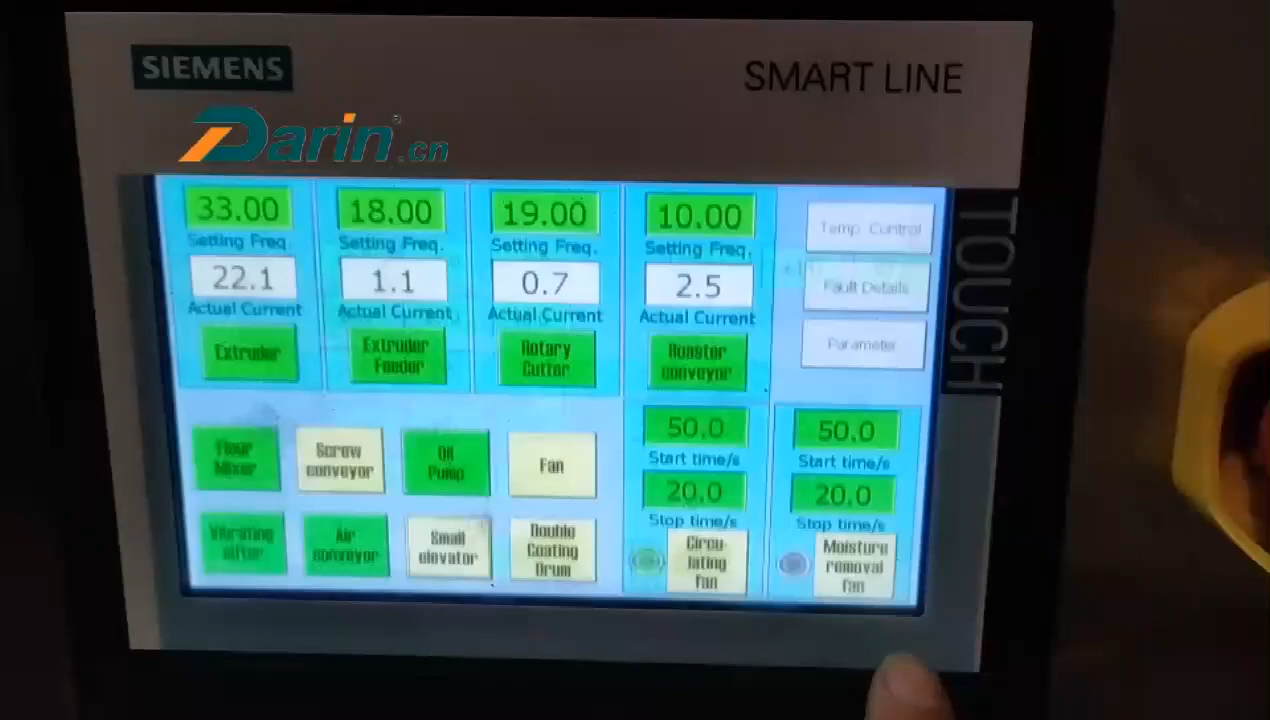 SIEMENS
SMART LINE
Darin.cn
TOUCH
33.00
Setting Freq.
22.1
Actual Current
Extruder
18.00
Setting Freq.
1.1
Actual Current
Extruder
Feeder
19.00
Setting Freq.
0.7
Actual Current
Rotary
Cutter
10.00
Setting Freq.
2.5
Actual Current
Roaster
conveyor
Temp. Control
Fault Details
Parameter
Flour
Mixer
Screw
conveyor
Oil
Pump
Fan
Vibrating
sifter
Air
conveyor
Small
elevator
Double
Coating
Drum
50.0
Start time/s
20.0
Stop time/s
Circu-
lating
fan
50.0
Start time/s
20.0
Stop time/s
Moisture
removal
fan